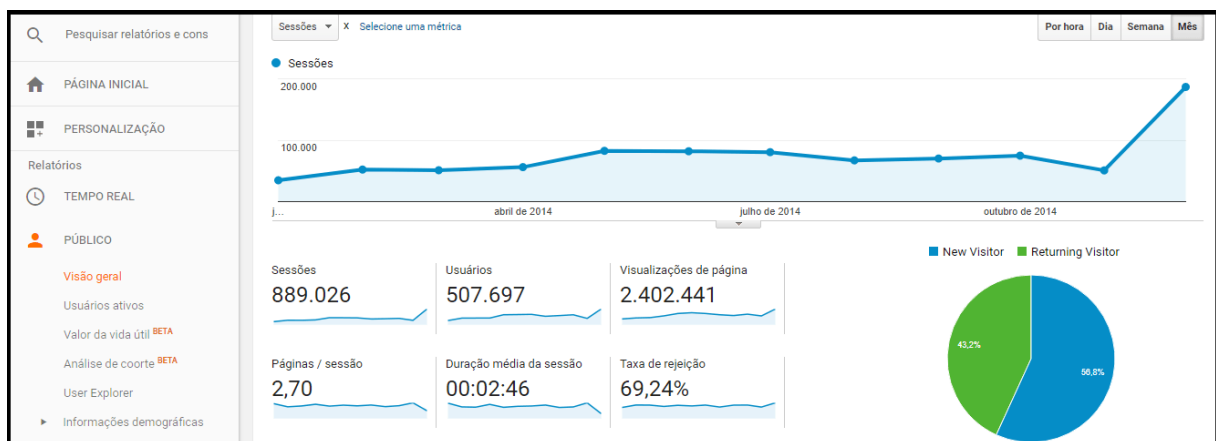 Pesquisar relatórios e cons
PÁGINA INICIAL
PERSONALIZAÇÃO
Relatórios
TEMPO REAL
PÚBLICO
Visão geral
Usuários ativos
Valor da vida útil BETA
Análise de coorte BETA
User Explorer
Informações demográficas
Sessões X Selecione uma métrica
Por hora Dia Semana Mês
Sessões
200.000
100.000
j... abril de 2014 julho de 2014 outubro de 2014
New Visitor Returning Visitor
Sessões Usuários Visualizações de página
889.026 507.697 2.402.441
Páginas / sessão Duração média da sessão Taxa de rejeição
2,70 00:02:46 69,24%
43,2%
56,8%